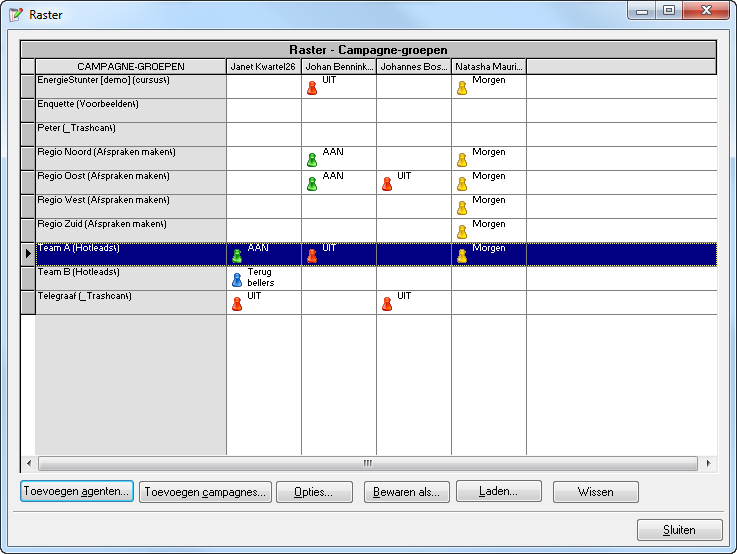 Raster
Raster - Campagne-groepen
CAMPAGNE-GROEPEN Janet Kwartel26 Johan Bennink... Johannes Bos... Natasha Mauri...
EnergieStunter [demo] (cursus\) UIT Morgen
Enquette (Voorbeelden\)
Peter (_Trashcan\)
Regio Noord (Afspraken maken\) AAN Morgen
Regio Oost (Afspraken maken\) AAN UIT Morgen
Regio West (Afspraken maken\) Morgen
Regio Zuid (Afspraken maken\) Morgen
Team A (Hotleads\) AAN UIT Morgen
Team B (Hotleads\) Terug
bellers
Telegraaf (_Trashcan\) UIT UIT
Toevoegen agenten... Toevoegen campagnes... Opties... Bewaren als... Laden... Wissen
Sluiten